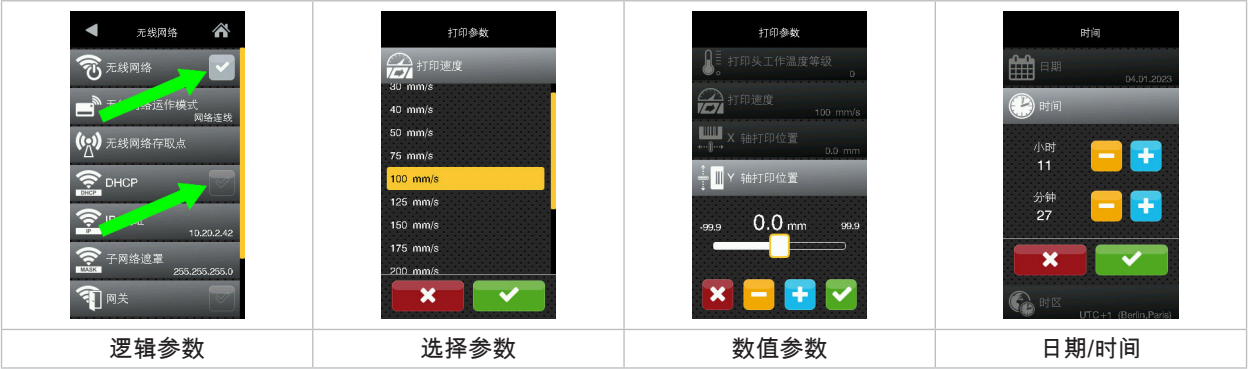 无线网络
无线网络
无线网络运作模式
网络连线
无线网络存取点
DHCP
DHCP
IP
10.20.2.42
子网络遮罩
MASK
255.255.255.0
网关
逻辑参数
打印参数
打印速度
30 mm/s
40 mm/s
50 mm/s
75 mm/s
100 mm/s
125 mm/s
150 mm/s
175 mm/s
200 mm/s
选择参数
打印参数
打印头工作温度等级
0
打印速度
100 mm/s
X 轴打印位置
0.0 mm
Y 轴打印位置
-99.9
0.0 mm
99.9
数值参数
时间
日期
04.01.2023
时间
小时
11
分钟
27
时区
UTC+1 (Berlin,Paris)
日期/时间